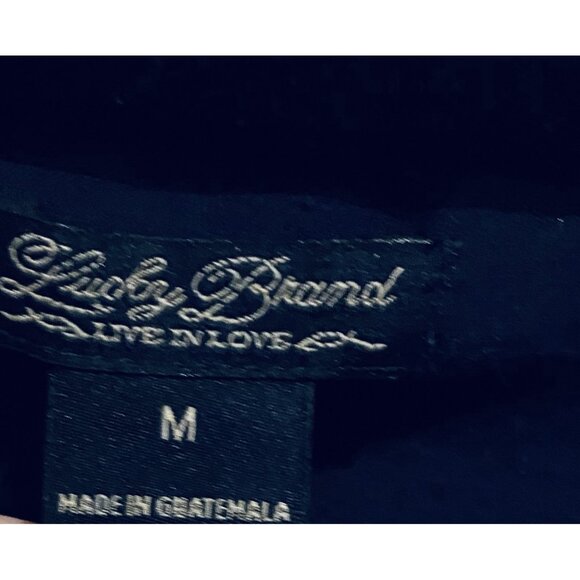 Lucky Brand
LIVE IN LOVE
M
MADE IN GUATEMALA